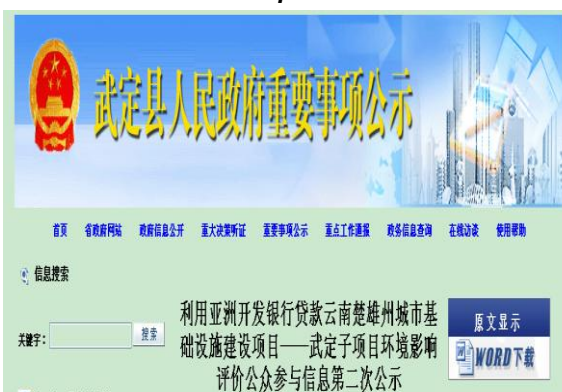 武定县人民政府重要事项公示
首页 省政府网站 政府信息公开 重大决策听证 重要事项公示 重点工作通报 政务信息查询 在线访谈 使用帮助
信息搜索
关键字: 搜索
利用亚洲开发银行贷款云南楚雄州城市基
础设施建设项目——武定子项目环境影响
评价公众参与信息第二次公示
原文显示
WORD下载